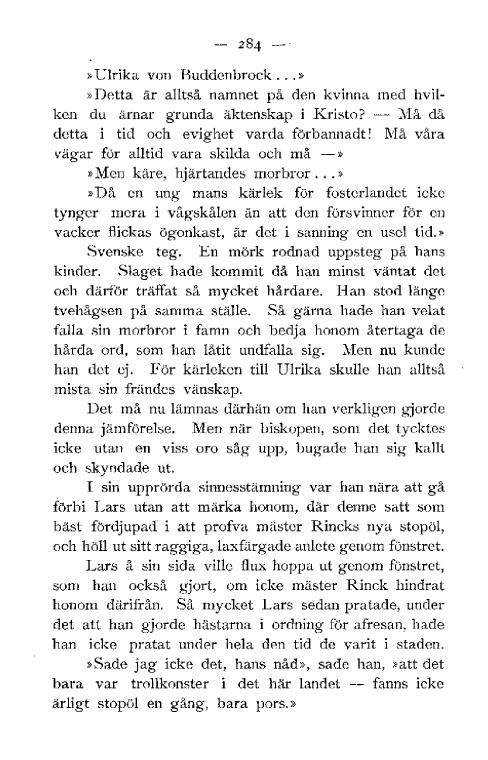 — 284 —
»Ulrika von Buddenbrock . . .»
»Detta är alltså namnet på den kvinna med hvil-
ken du ärnar grunda äktenskap i Kristo? — Må då
detta i tid och evighet varda förbannadt! Må våra
vägar för alltid vara skilda och må —»
»Men käre, hjärtandes morbror . . .»
»Då en ung mans kärlek för fosterlandet icke
tynger mera i vågskålen än att den försvinner för en
vacker flickas ögonkast, är det i sanning en usel tid.»
Svenske teg. En mörk rodnad uppsteg på hans
kinder. Slaget hade kommit då han minst väntat det
och därför träffat så mycket hårdare. Han stod länge
tvehågsen på samma ställe. Så gärna hade han velat
falla sin morbror i famn och bedja honom återtaga de
hårda ord, som han låtit undfalla sig. Men nu kunde
han det ej. För kärleken till Ulrika skulle han alltså
mista sin frändes vänskap.
Det må nu lämnas därhän om han verkligen gjorde
denna jämförelse. Men när biskopen, som det tycktes
icke utan en viss oro såg upp, bugade han sig kallt
och skyndade ut.
I sin upprörda sinnesstämning var han nära att gå
förbi Lars utan att märka honom, där denne satt som
bäst fördjupad i att profva mäster Rincks nya stopöl,
och höll ut sitt raggiga, laxfärgade anlete genom fönstret.
Lars å sin sida ville flux hoppa ut genom fönstret,
som han också gjort, om icke mäster Rinck hindrat
honom därifrån. Så mycket Lars sedan pratade, under
det att han gjorde hästarna i ordning för afresan, hade
han icke pratat under hela den tid de varit i staden.
»Sade jag icke det, hans nåd», sade han, »att det
bara var trollkonster i det här landet — fanns icke
ärligt stopöl en gång, bara pors.»